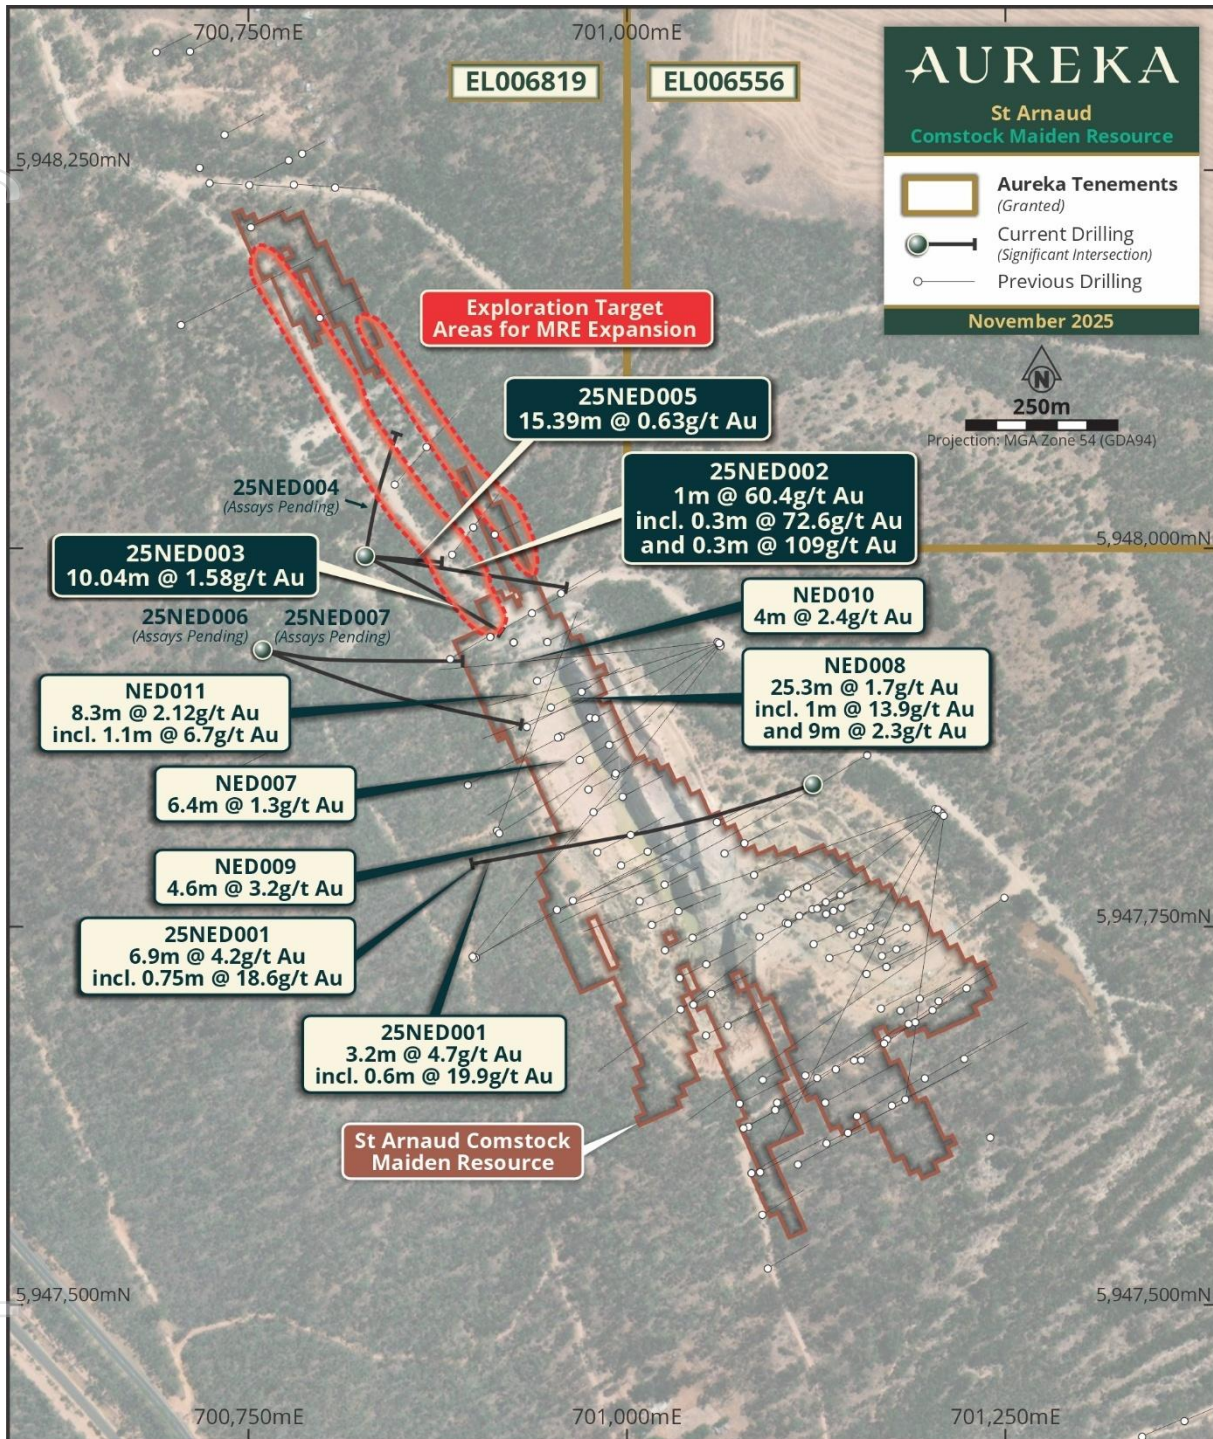 700,750mE
701,000mE
EL006819
EL006556
AUREKA
St Arnaud
Comstock Maiden Resource
Aureka Tenements
(Granted)
Current Drilling
(Significant Intersection)
Previous Drilling
November 2025
5,948,250mN
N
250m
Projection: MGA Zone 54 (GDA94)
Exploration Target
Areas for MRE Expansion
25NED005
15.39m @ 0.63g/t Au
25NED002
1m @ 60.4g/t Au
incl. 0.3m @ 72.6g/t Au
and 0.3m @ 109g/t Au
25NED004
(Assays Pending)
5,948,000mN
25NED003
10.04m @ 1.58g/t Au
25NED006
(Assays Pending)
25NED007
(Assays Pending)
NED010
4m @ 2.4g/t Au
NED011
8.3m @ 2.12g/t Au
incl. 1.1m @ 6.7g/t Au
NED008
25.3m @ 1.7g/t Au
incl. 1m @ 13.9g/t Au
and 9m @ 2.3g/t Au
NED007
6.4m @ 1.3g/t Au
NED009
4.6m @ 3.2g/t Au
25NED001
6.9m @ 4.2g/t Au
incl. 0.75m @ 18.6g/t Au
5,947,750mN
25NED001
3.2m @ 4.7g/t Au
incl. 0.6m @ 19.9g/t Au
St Arnaud Comstock
Maiden Resource
5,947,500mN
5,947,500mN
700,750mE
701,000mE
701,250mE